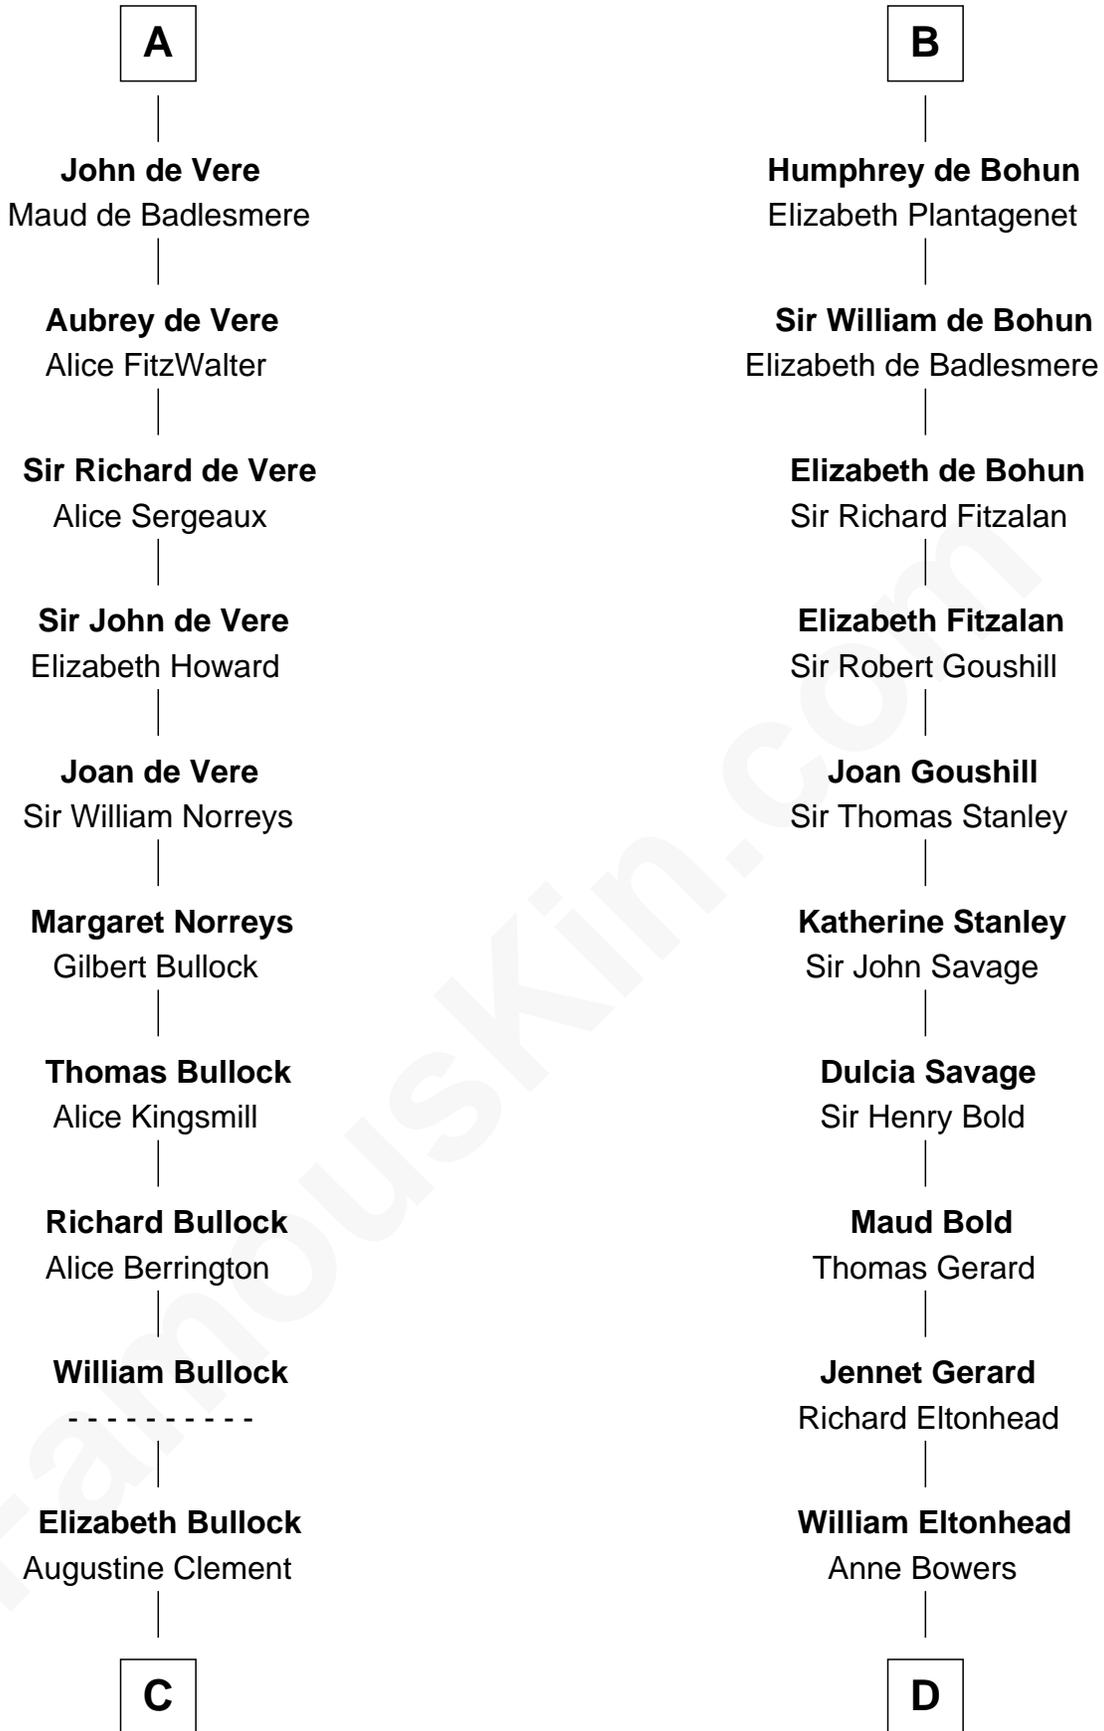 A
John de Vere
Maud de Badlesmere
Aubrey de Vere
Alice FitzWalter
Sir Richard de Vere
Alice Sergeaux
Sir John de Vere
Elizabeth Howard
Joan de Vere
Sir William Norreys
Margaret Norreys
Gilbert Bullock
Thomas Bullock
Alice Kingsmill
Richard Bullock
Alice Berrington
William Bullock
- - - - - - - - - -
Elizabeth Bullock
Augustine Clement
C
B
Humphrey de Bohun
Elizabeth Plantagenet
Sir William de Bohun
Elizabeth de Badlesmere
Elizabeth de Bohun
Sir Richard Fitzalan
Elizabeth Fitzalan
Sir Robert Goushill
Joan Goushill
Sir Thomas Stanley
Katherine Stanley
Sir John Savage
Dulcia Savage
Sir Henry Bold
Maud Bold
Thomas Gerard
Jennet Gerard
Richard Eltonhead
William Eltonhead
Anne Bowers
D
FamousKin.com